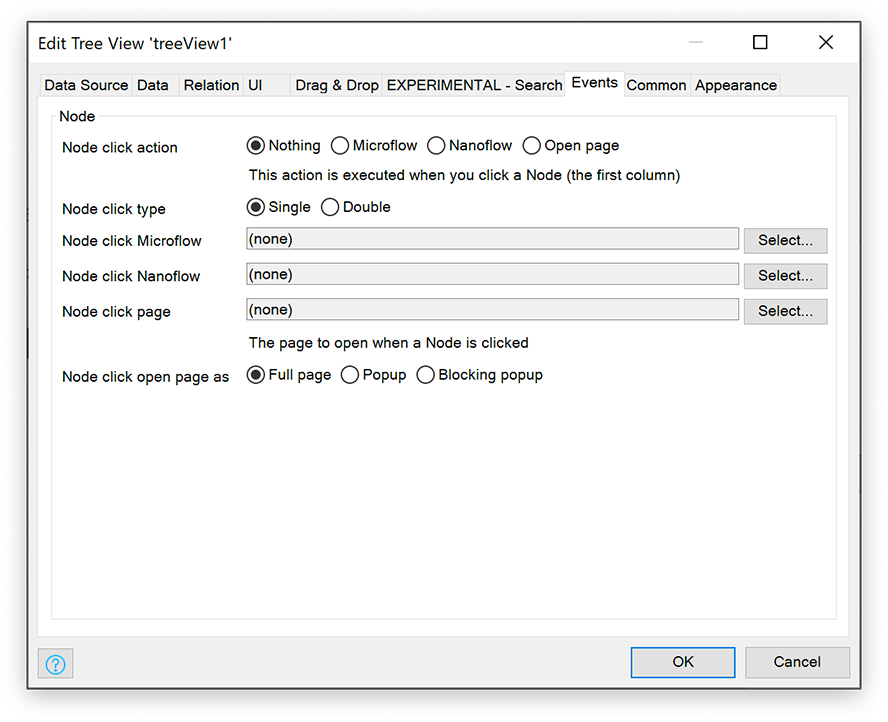 Edit Tree View 'treeView1'
Data Source Data Relation UI Drag & Drop EXPERIMENTAL - Search Events Common Appearance
Node
Node click action Nothing Microflow Nanoflow Open page
This action is executed when you click a Node (the first column)
Node click type Single Double
Node click Microflow (none) Select...
Node click Nanoflow (none) Select...
Node click page (none) Select...
The page to open when a Node is clicked
Node click open page as Full page Popup Blocking popup
? OK Cancel